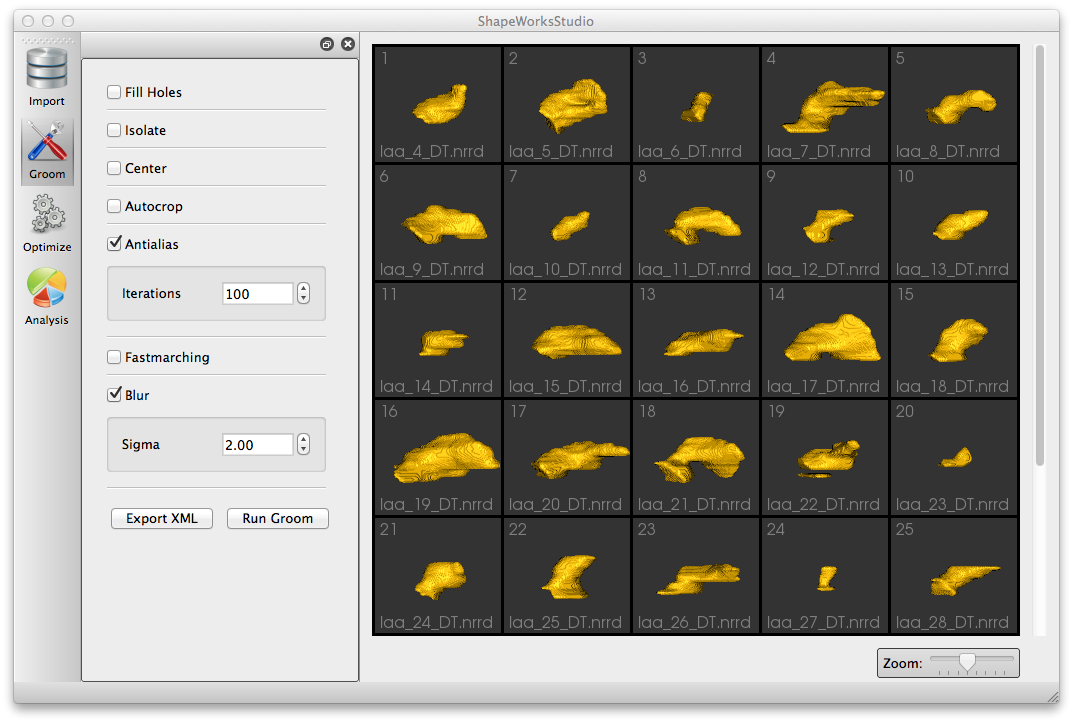 ShapeWorksStudio
Import
Groom
Optimize
Analysis
Fill Holes
Isolate
Center
Autocrop
Antialias
Iterations 100
Fastmarching
Blur
Sigma 2.00
Export XML Run Groom
1 2 3 4 5
laa_4_DT.nrrd laa_5_DT.nrrd laa_6_DT.nrrd laa_7_DT.nrrd laa_8_DT.nrrd
6 7 8 9 10
laa_9_DT.nrrd laa_10_DT.nrrd laa_11_DT.nrrd laa_12_DT.nrrd laa_13_DT.nrrd
11 12 13 14 15
laa_14_DT.nrrd laa_15_DT.nrrd laa_16_DT.nrrd laa_17_DT.nrrd laa_18_DT.nrrd
16 17 18 19 20
laa_19_DT.nrrd laa_20_DT.nrrd laa_21_DT.nrrd laa_22_DT.nrrd laa_23_DT.nrrd
21 22 23 24 25
laa_24_DT.nrrd laa_25_DT.nrrd laa_26_DT.nrrd laa_27_DT.nrrd laa_28_DT.nrrd
Zoom: